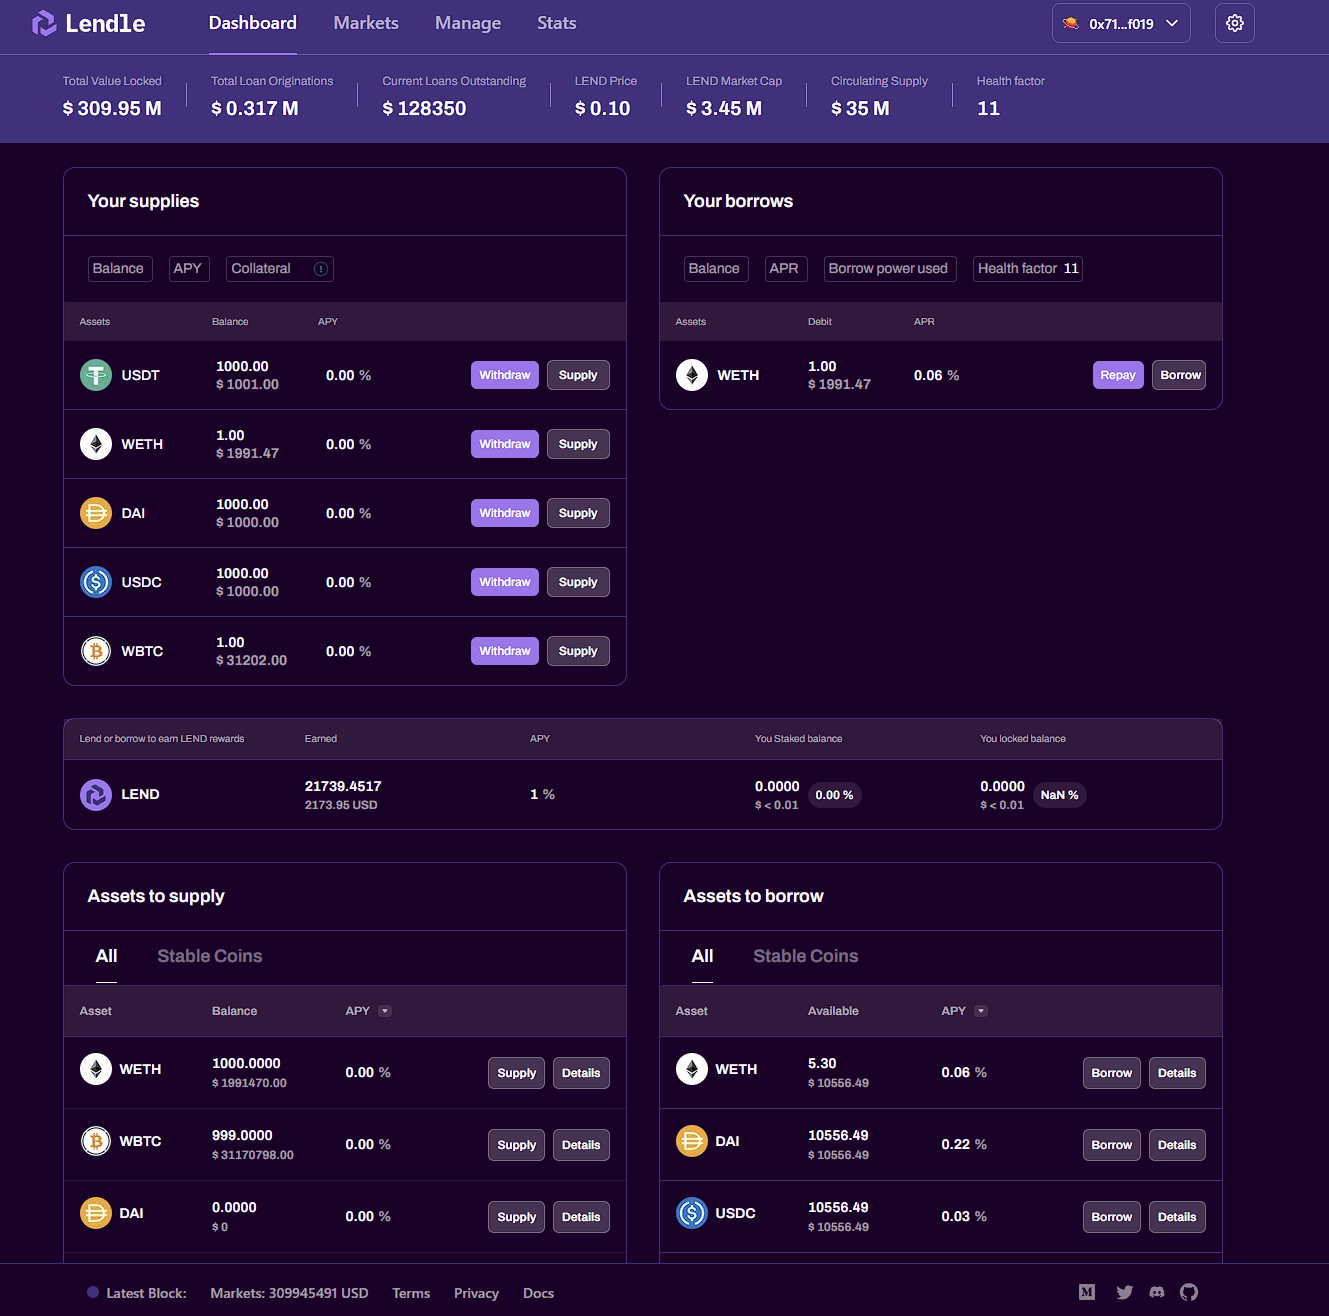 Lendle
Dashboard Markets Manage Stats
0x71...f019
Total Value Locked Total Loan Originations Current Loans Outstanding LEND Price LEND Market Cap Circulating Supply Health factor
$ 309.95 M $ 0.317 M $ 128350 $ 0.10 $ 3.45 M $ 35 M 11
Your supplies
Balance APY Collateral
Assets Balance APY
USDT 1000.00 0.00 % Withdraw Supply
$ 1001.00
WETH 1.00 0.00 % Withdraw Supply
$ 1991.47
DAI 1000.00 0.00 % Withdraw Supply
$ 1000.00
USDC 1000.00 0.00 % Withdraw Supply
$ 1000.00
WBTC 1.00 0.00 % Withdraw Supply
$ 31202.00
Your borrows
Balance APR Borrow power used Health factor 11
Assets Debit APR
WETH 1.00 0.06 % Repay Borrow
$ 1991.47
Lend or borrow to earn LEND rewards Earned APY You Staked balance You locked balance
LEND 21739.4517 1 % 0.0000 0.00 % 0.0000 NaN %
2173.95 USD $ < 0.01 $ < 0.01
Assets to supply
All Stable Coins
Asset Balance APY
WETH 1000.0000 0.00 % Supply Details
$ 1991470.00
WBTC 999.0000 0.00 % Supply Details
$ 31170798.00
DAI 0.0000 0.00 % Supply Details
$ 0
Assets to borrow
All Stable Coins
Asset Available APY
WETH 5.30 0.06 % Borrow Details
$ 10556.49
DAI 10556.49 0.22 % Borrow Details
$ 10556.49
USDC 10556.49 0.03 % Borrow Details
$ 10556.49
Latest Block: Markets: 309945491 USD Terms Privacy Docs